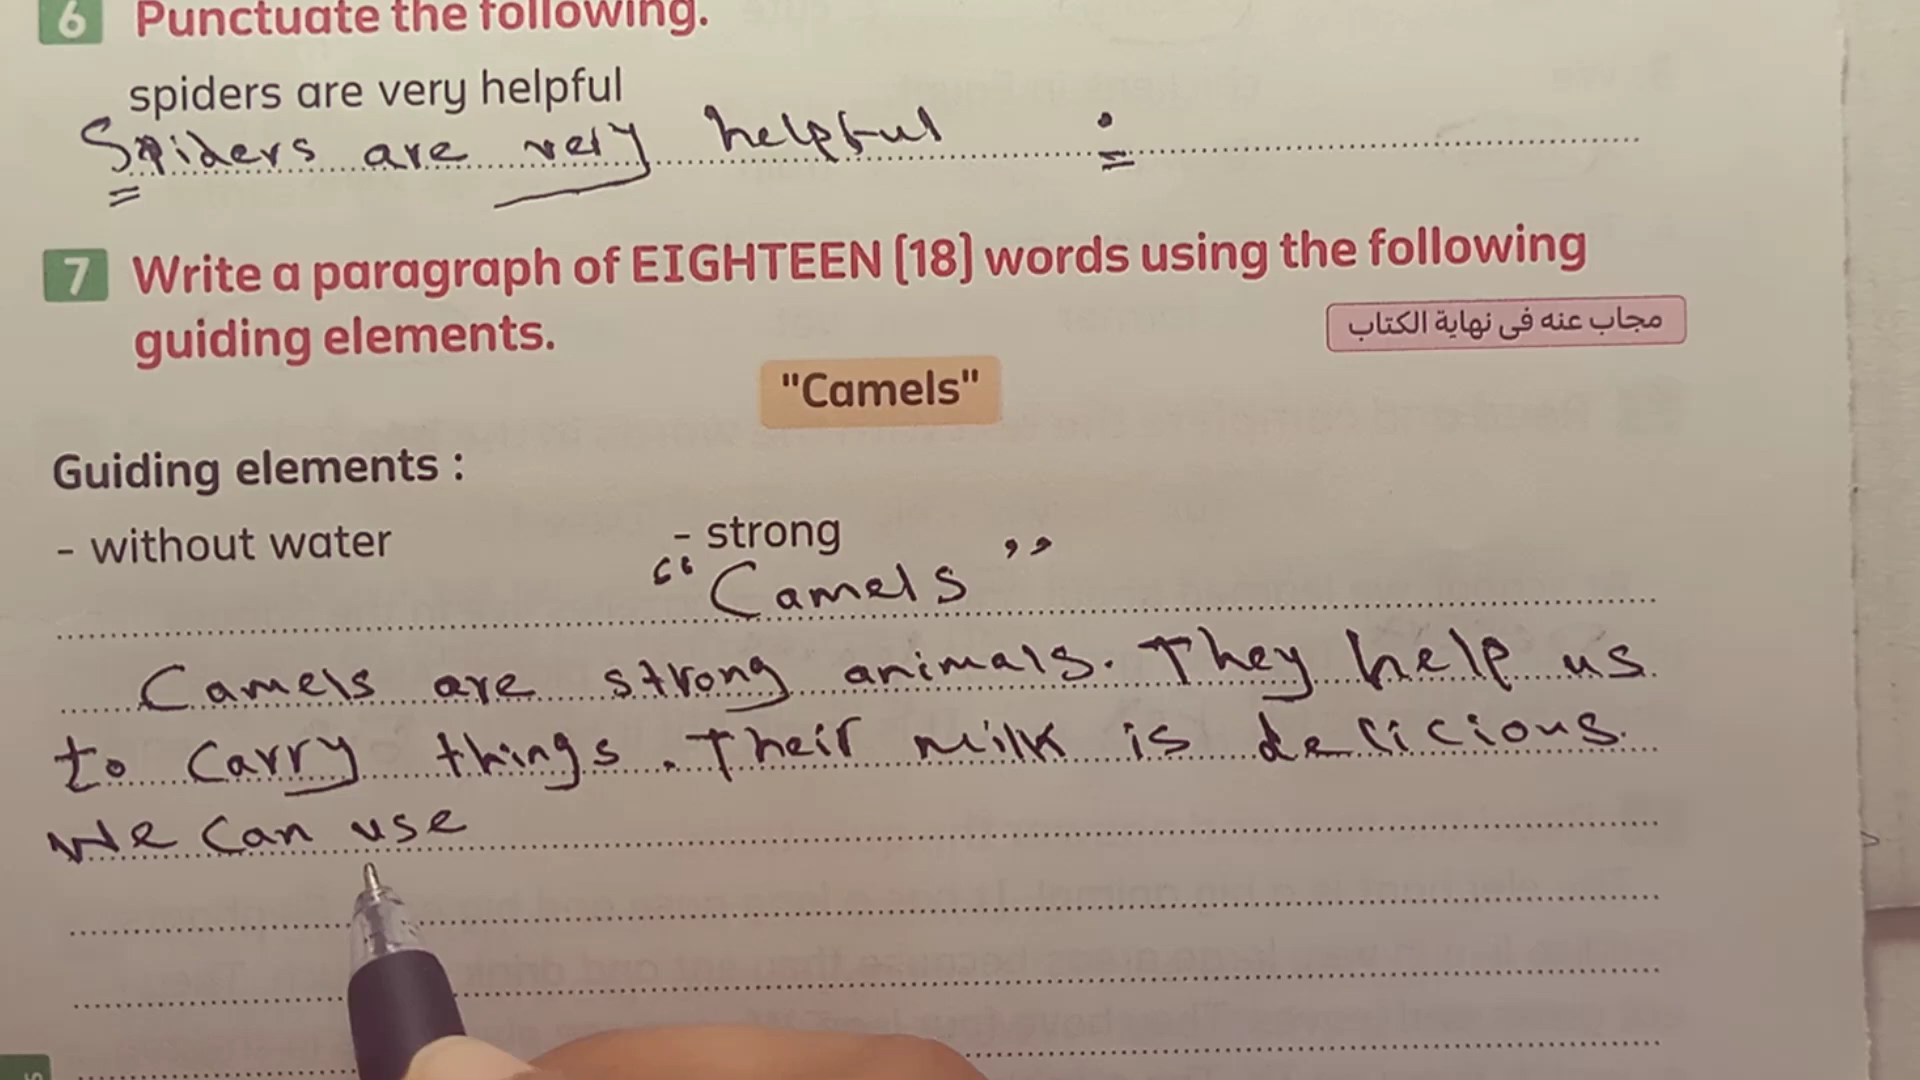 6 Punctuate the following.
spiders are very helpful
Spiders are very helpful .
7 Write a paragraph of EIGHTEEN (18) words using the following
guiding elements.
مجاب عنه فى نهاية الكتاب
"Camels"
Guiding elements :
- without water - strong
“Camels”
Camels are strong animals. They help us
to carry things. Their milk is delicious.
We can use